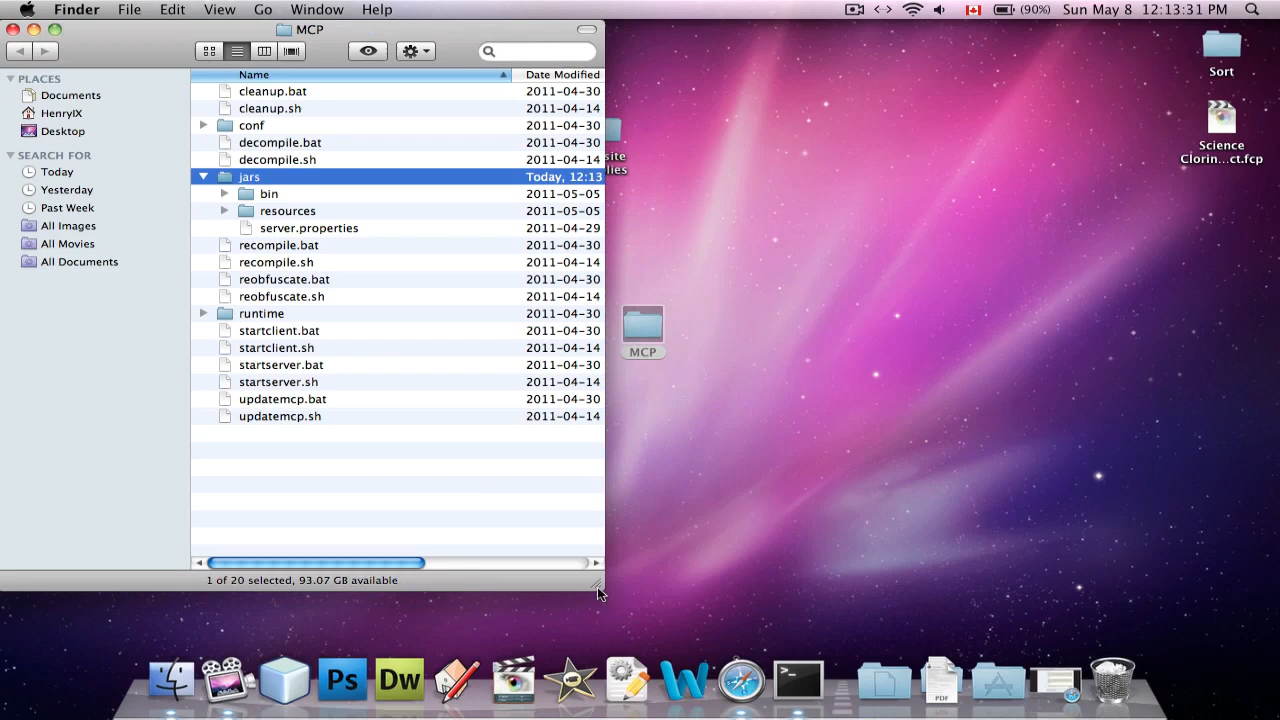 Finder File Edit View Go Window Help
(90%) Sun May 8 12:13:31 PM
MCP
Name Date Modified
PLACES
Documents
HenryIX
Desktop
SEARCH FOR
Today
Yesterday
Past Week
All Images
All Movies
All Documents
cleanup.bat 2011-04-30
cleanup.sh 2011-04-14
conf 2011-04-30
decompile.bat 2011-04-30
decompile.sh 2011-04-14
jars Today, 12:13
bin 2011-05-05
resources 2011-05-05
server.properties 2011-04-29
recompile.bat 2011-04-30
recompile.sh 2011-04-14
reobfuscate.bat 2011-04-30
reobfuscate.sh 2011-04-14
runtime 2011-04-30
startclient.bat 2011-04-30
startclient.sh 2011-04-14
startserver.bat 2011-04-30
startserver.sh 2011-04-14
updatemcp.bat 2011-04-30
updatemcp.sh 2011-04-14
1 of 20 selected, 93.07 GB available
Sort
Science
Clorin...ct.fcp
site
lies
MCP
Ps
Dw
W
>_
PDF